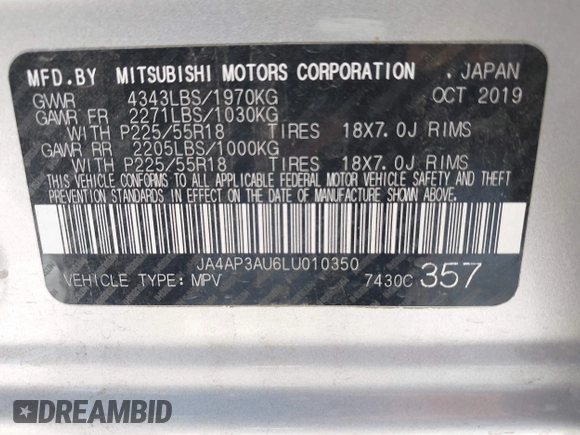 MFD.BY MITSUBISHI MOTORS CORPORATION . JAPAN
GVWR 4343LBS/1970KG OCT 2019
GAWR FR 2271LBS/1030KG
WITH P225/55R18 TIRES 18X7.0J RIMS
GAWR RR 2205LBS/1000KG
WITH P225/55R18 TIRES 18X7.0J RIMS
THIS VEHICLE CONFORMS TO ALL APPLICABLE FEDERAL MOTOR VEHICLE SAFETY AND THEFT
PREVENTION STANDARDS IN EFFECT ON THE DATE OF MANUFACTURE SHOWN ABOVE.
JA4AP3AU6LU010350
VEHICLE TYPE: MPV 7430C 357
DREAMBID